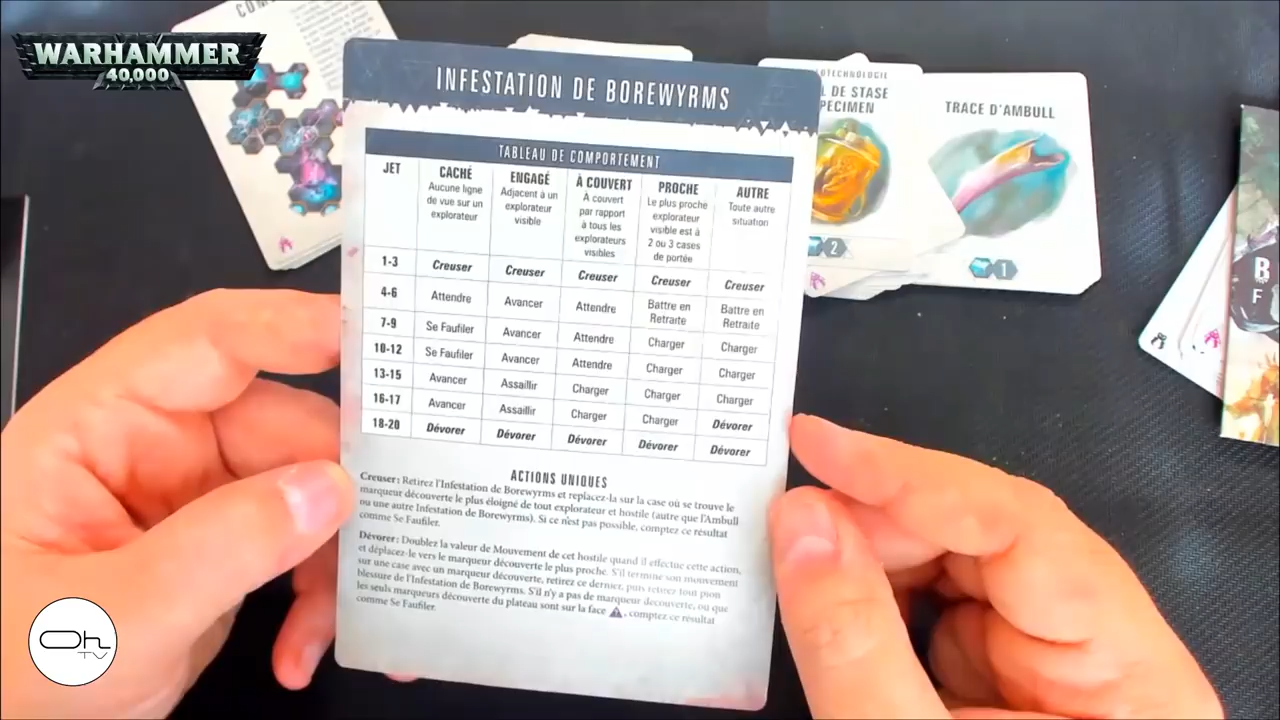 WARHAMMER
40,000
COM
INFESTATION DE BOREWYRMS
TABLEAU DE COMPORTEMENT
JET
CACHÉ
Aucune ligne
de vue sur un
explorateur
ENGAGÉ
Adjacent à un
explorateur
visible
À COUVERT
À couvert
par rapport
à tous les
explorateurs
visibles
PROCHE
Le plus proche
explorateur
visible est à
2 ou 3 cases
de portée
AUTRE
Toute autre
situation
1-3 Creuser Creuser Creuser Creuser Creuser
4-6 Attendre Avancer Attendre Battre en Retraite Battre en Retraite
7-9 Se Faufiler Avancer Attendre Charger Charger
10-12 Se Faufiler Avancer Attendre Charger Charger
13-15 Avancer Assaillir Charger Charger Charger
16-17 Avancer Assaillir Charger Charger Dévorer
18-20 Dévorer Dévorer Dévorer Dévorer Dévorer
ACTIONS UNIQUES
Creuser : Retirez l'Infestation de Borewyrms et replacez-la sur la case où se trouve le
marqueur découverte le plus éloigné de tout explorateur et hostile (autre que l'Ambull
ou une autre Infestation de Borewyrms). Si ce n'est pas possible, comptez ce résultat
comme Se Faufiler.
Dévorer : Doublez la valeur de Mouvement de cet hostile quand il effectue cette action,
et déplacez-le vers le marqueur découverte le plus proche. S'il termine son mouvement
sur une case avec un marqueur découverte, retirez ce dernier, puis retirez tout pion
blessure de l'Infestation de Borewyrms. S'il n'y a pas de marqueur découverte, ou que
les seuls marqueurs découverte du plateau sont sur la face , comptez ce résultat
comme Se Faufiler.
OTECHNOLOGIE
L DE STASE
PECIMEN
2
TRACE D'AMBULL
1
B
F
Oh
TV